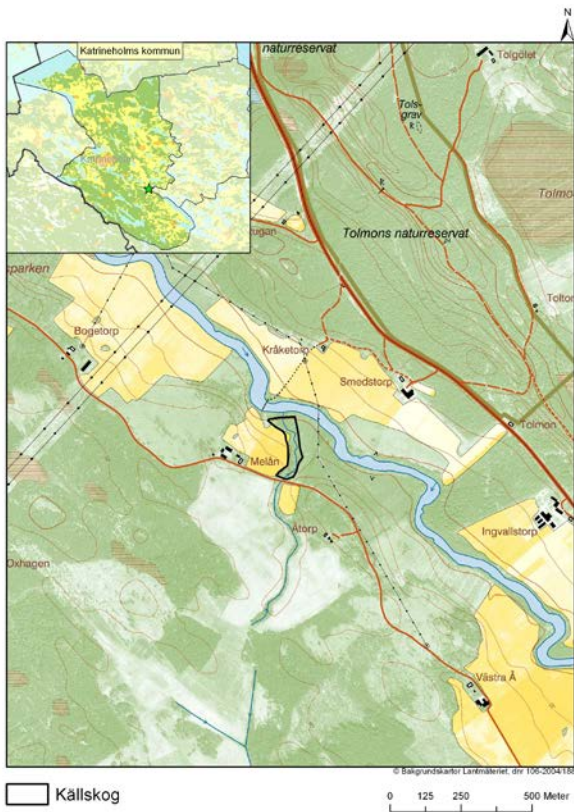 N
Katrineholms kommun
naturreservat
Tolgölet
Tols-
grav
Tolmons naturreservat
Bogetorp
Kråketorp
Smedstorp
Tolmon
Melån
Ingvallstorp
Åtorp
Oxhagen
Västra Å
© Bakgrundskartor Lantmäteriet, dnr 106-2004/188
Källskog
0 125 250 500 Meter